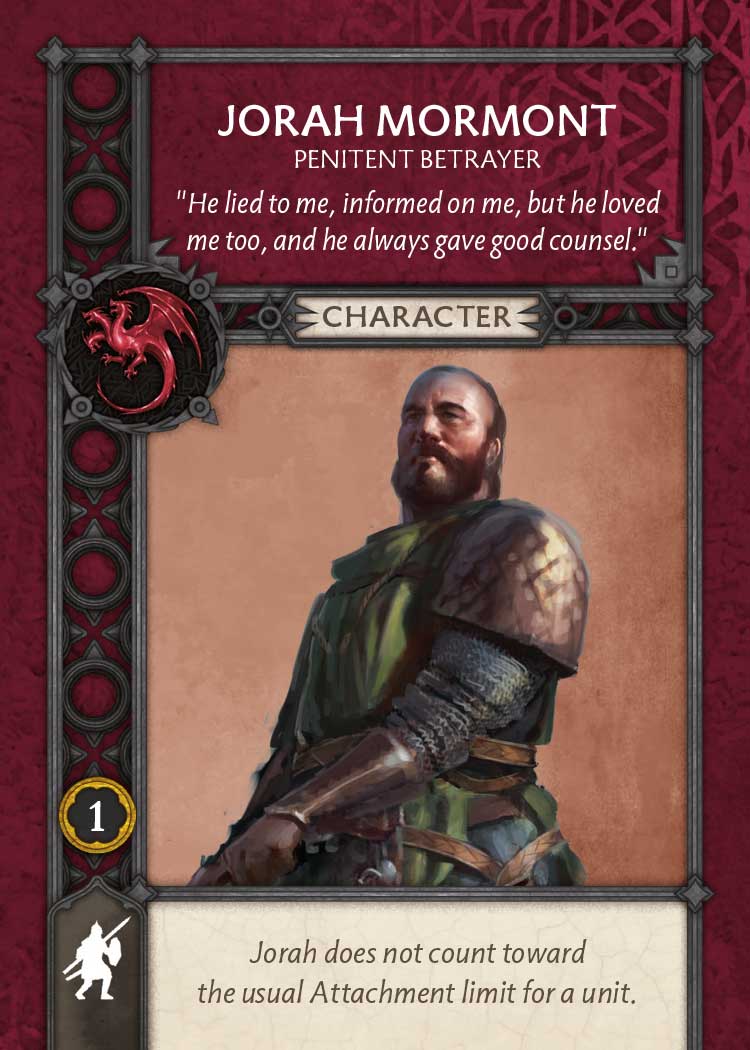 JORAH MORMONT
PENITENT BETRAYER
"He lied to me, informed on me, but he loved
me too, and he always gave good counsel."
CHARACTER
1
Jorah does not count toward
the usual Attachment limit for a unit.